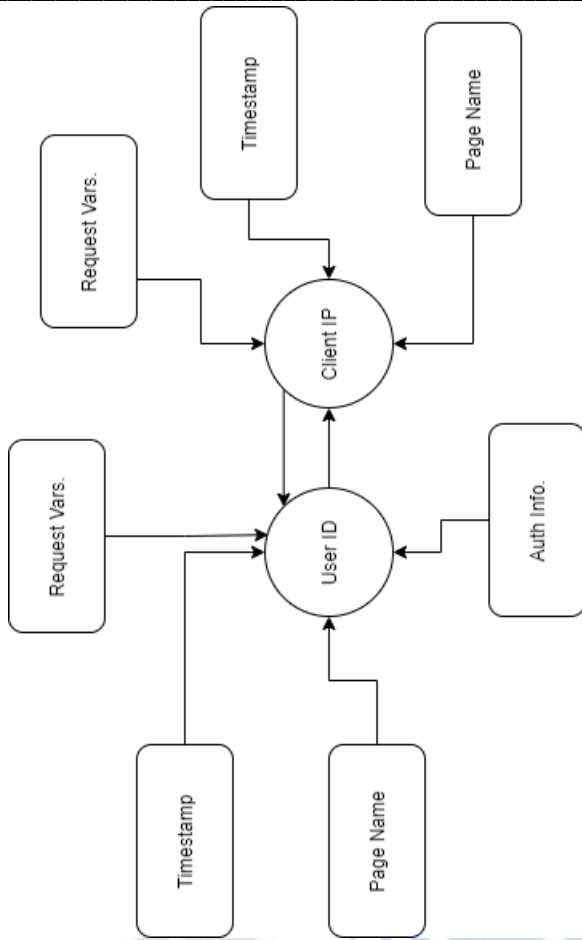 Timestamp
Page Name
Request Vars.
Client IP
Request Vars.
User ID
Auth Info.
Timestamp
Page Name